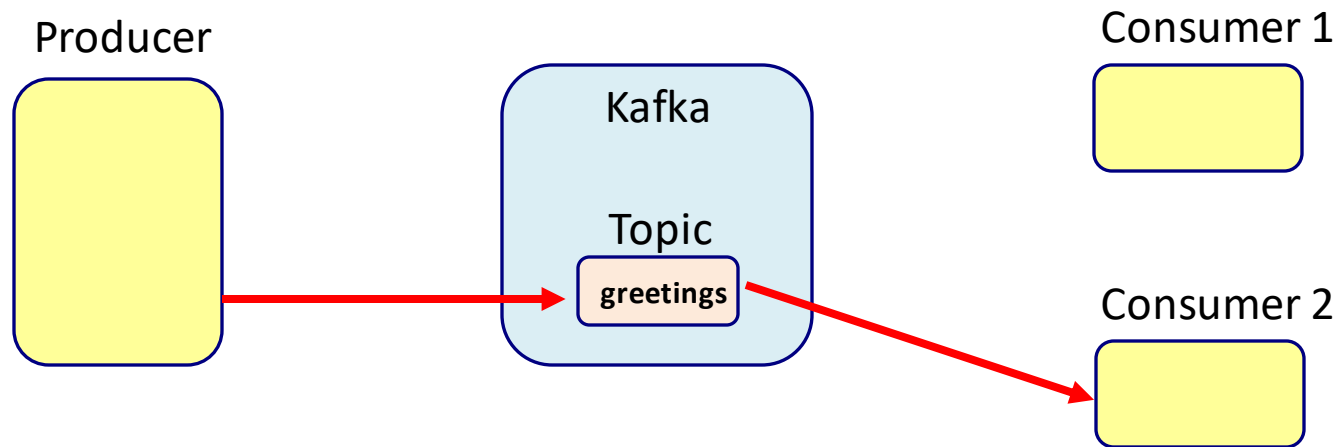 Producer
Kafka
Topic
greetings
Consumer 1
Consumer 2